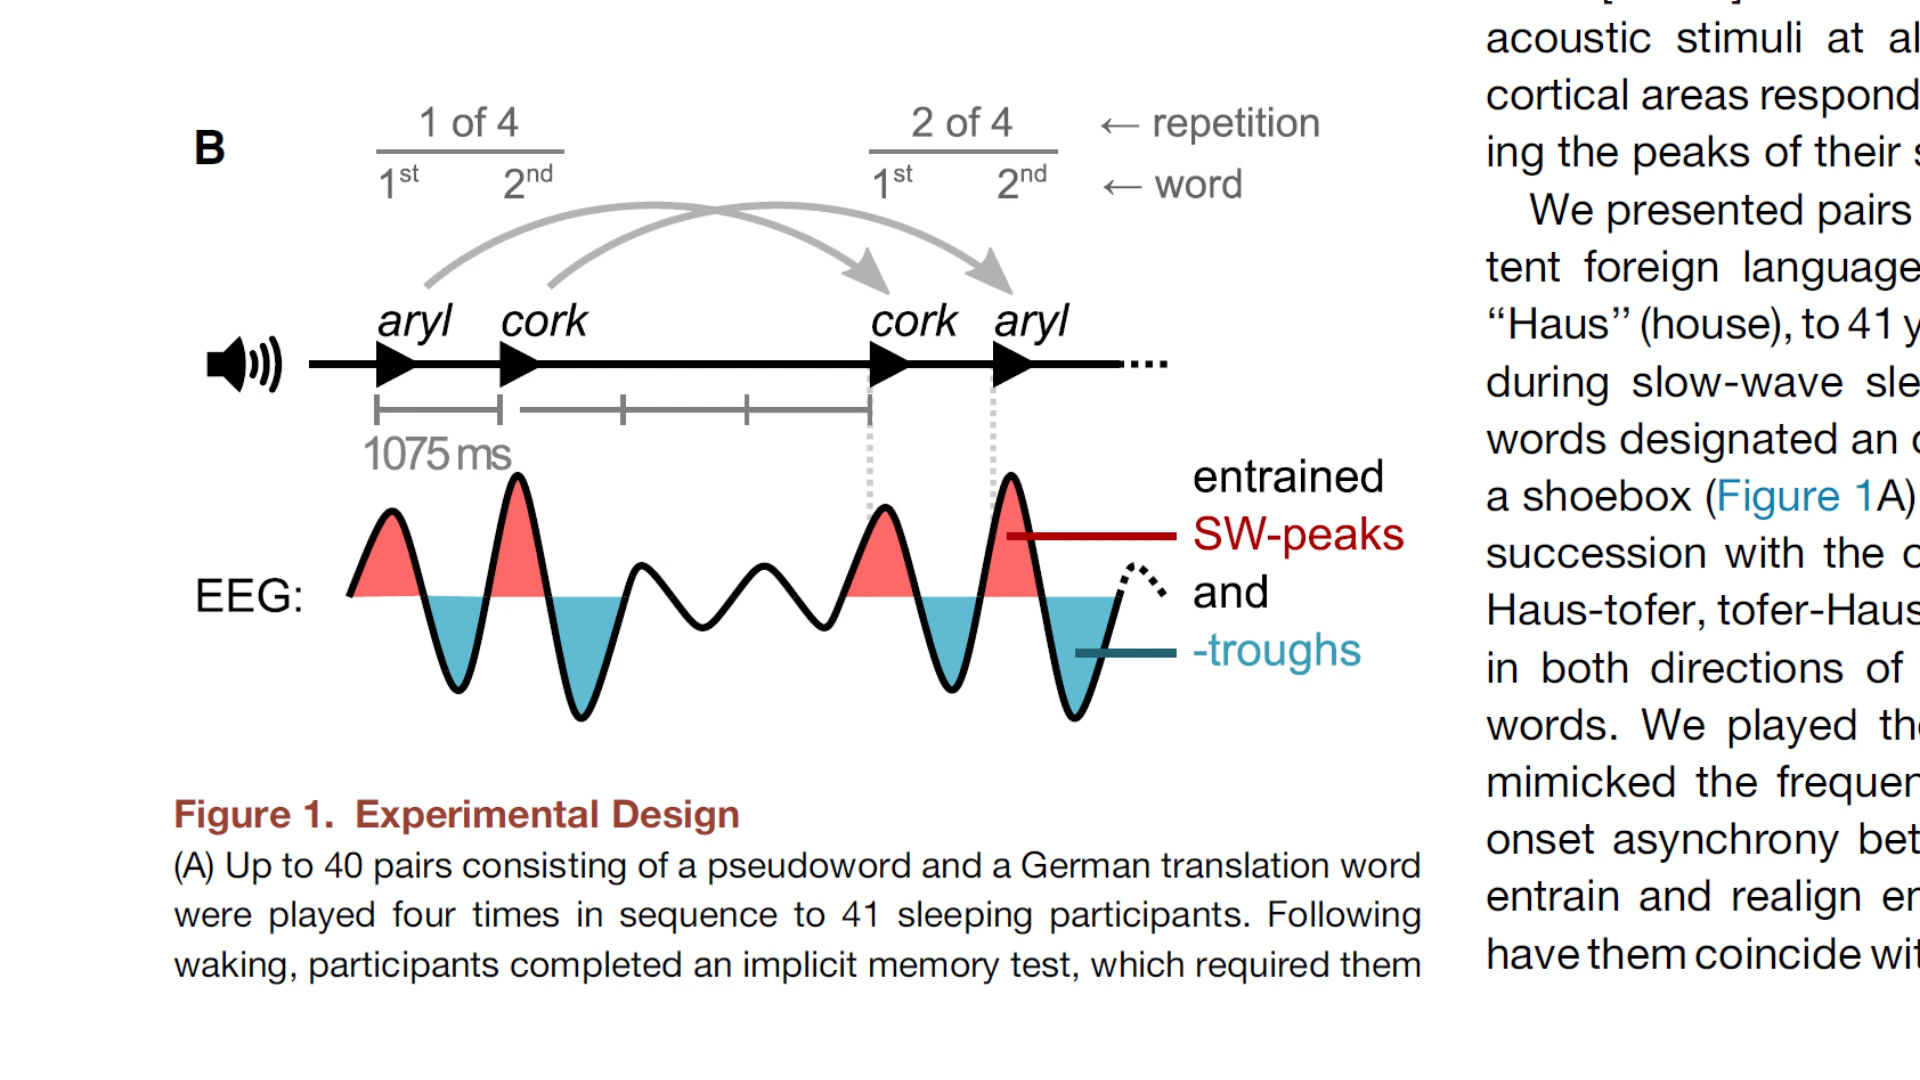 B
1 of 4 2 of 4 ← repetition
1st 2nd 1st 2nd ← word
aryl cork cork aryl
1075 ms
entrained
SW-peaks
EEG: and
-troughs
Figure 1. Experimental Design
(A) Up to 40 pairs consisting of a pseudoword and a German translation word
were played four times in sequence to 41 sleeping participants. Following
waking, participants completed an implicit memory test, which required them
acoustic stimuli at al
cortical areas respond
ing the peaks of their
We presented pairs
tent foreign language
“Haus” (house), to 41 y
during slow-wave sle
words designated an
a shoebox (Figure 1A)
succession with the
Haus-tofer, tofer-Haus
in both directions of
words. We played the
mimicked the frequen
onset asynchrony bet
entrain and realign
have them coincide wit